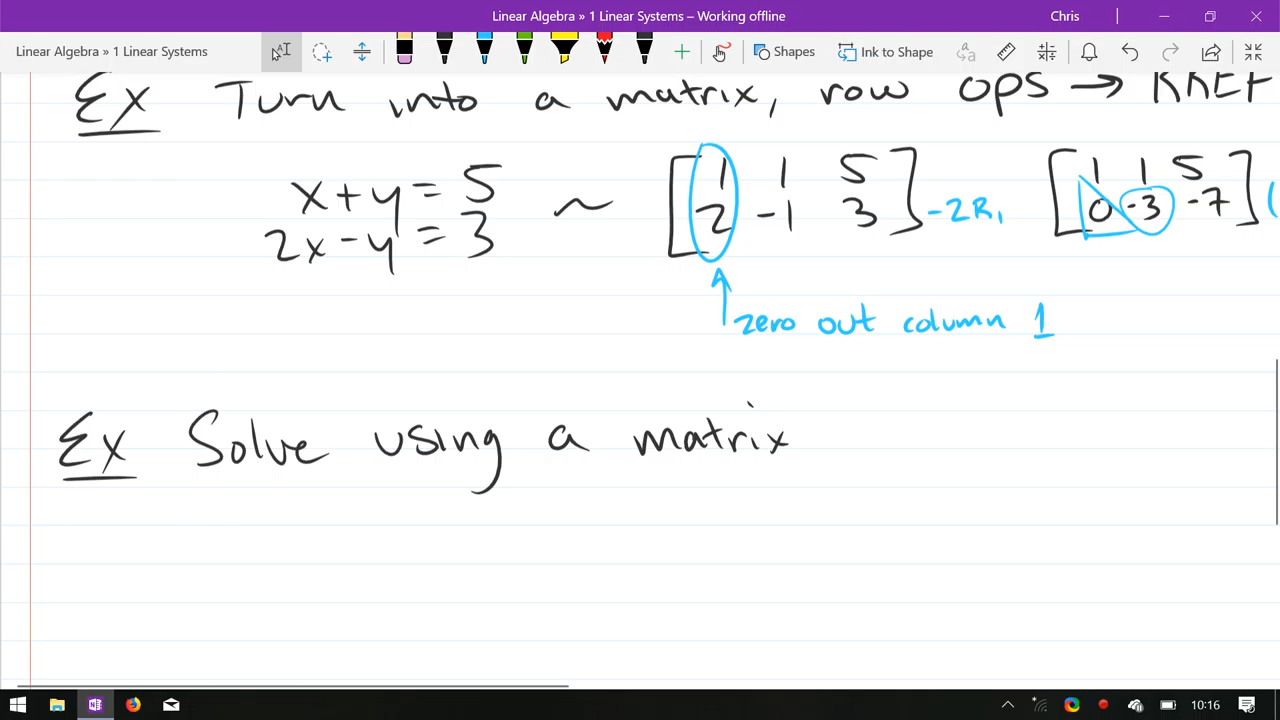 Linear Algebra » 1 Linear Systems – Working offline
Chris
Linear Algebra » 1 Linear Systems
Shapes
Ink to Shape
Ex Turn into a matrix, row ops → RREF
x+y = 5 ~ [1 1 5] [1 1 5]
2x-y = 3 [2 -1 3] -2R₁ [0 -3 -7] (
zero out column 1
Ex Solve using a matrix
10:16